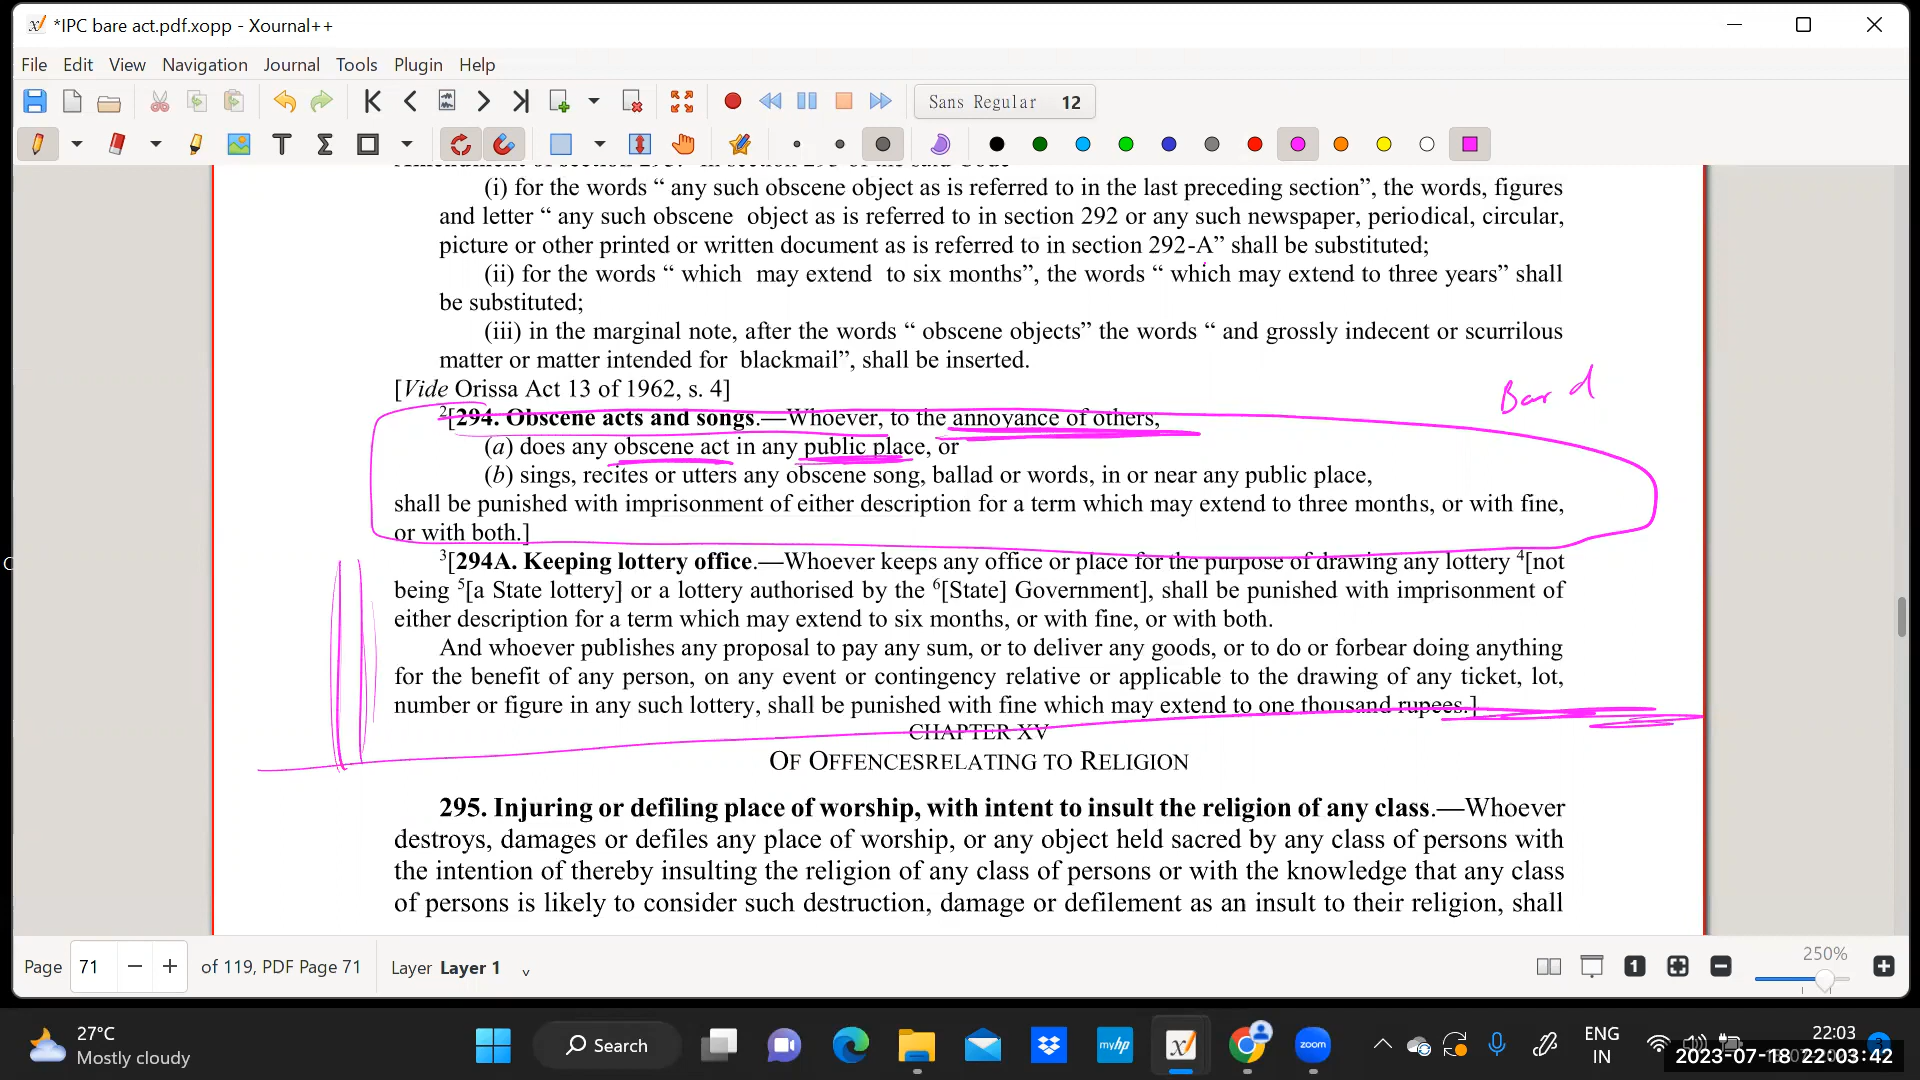 *IPC bare act.pdf.xopp - Xournal++
File Edit View Navigation Journal Tools Plugin Help
Sans Regular 12
(i) for the words “ any such obscene object as is referred to in the last preceding section”, the words, figures
and letter “ any such obscene object as is referred to in section 292 or any such newspaper, periodical, circular,
picture or other printed or written document as is referred to in section 292-A” shall be substituted;
(ii) for the words “ which may extend to six months”, the words “ which may extend to three years” shall
be substituted;
(iii) in the marginal note, after the words “ obscene objects” the words “ and grossly indecent or scurrilous
matter or matter intended for blackmail”, shall be inserted.
[Vide Orissa Act 13 of 1962, s. 4]
Bar d
2[294. Obscene acts and songs.—Whoever, to the annoyance of others,
(a) does any obscene act in any public place, or
(b) sings, recites or utters any obscene song, ballad or words, in or near any public place,
shall be punished with imprisonment of either description for a term which may extend to three months, or with fine,
or with both.]
3[294A. Keeping lottery office.—Whoever keeps any office or place for the purpose of drawing any lottery 4[not
being 5[a State lottery] or a lottery authorised by the 6[State] Government], shall be punished with imprisonment of
either description for a term which may extend to six months, or with fine, or with both.
And whoever publishes any proposal to pay any sum, or to deliver any goods, or to do or forbear doing anything
for the benefit of any person, on any event or contingency relative or applicable to the drawing of any ticket, lot,
number or figure in any such lottery, shall be punished with fine which may extend to one thousand rupees.]
CHAPTER XV
OF OFFENCESRELATING TO RELIGION
295. Injuring or defiling place of worship, with intent to insult the religion of any class.—Whoever
destroys, damages or defiles any place of worship, or any object held sacred by any class of persons with
the intention of thereby insulting the religion of any class of persons or with the knowledge that any class
of persons is likely to consider such destruction, damage or defilement as an insult to their religion, shall
Page 71 of 119, PDF Page 71 Layer Layer 1 250%
27°C
Mostly cloudy
Search
myhp
zoom
ENG
IN
22:03
2023-07-18 22:03:42